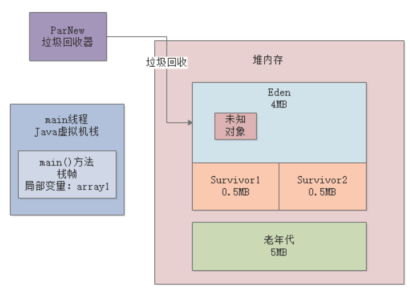 ParNew
垃圾回收器
垃圾回收
堆内存
Eden
4MB
未知
对象
main线程
Java虚拟机栈
main()方法
栈帧
局部变量：array1
Survivor1
0.5MB
Survivor2
0.5MB
老年代
5MB